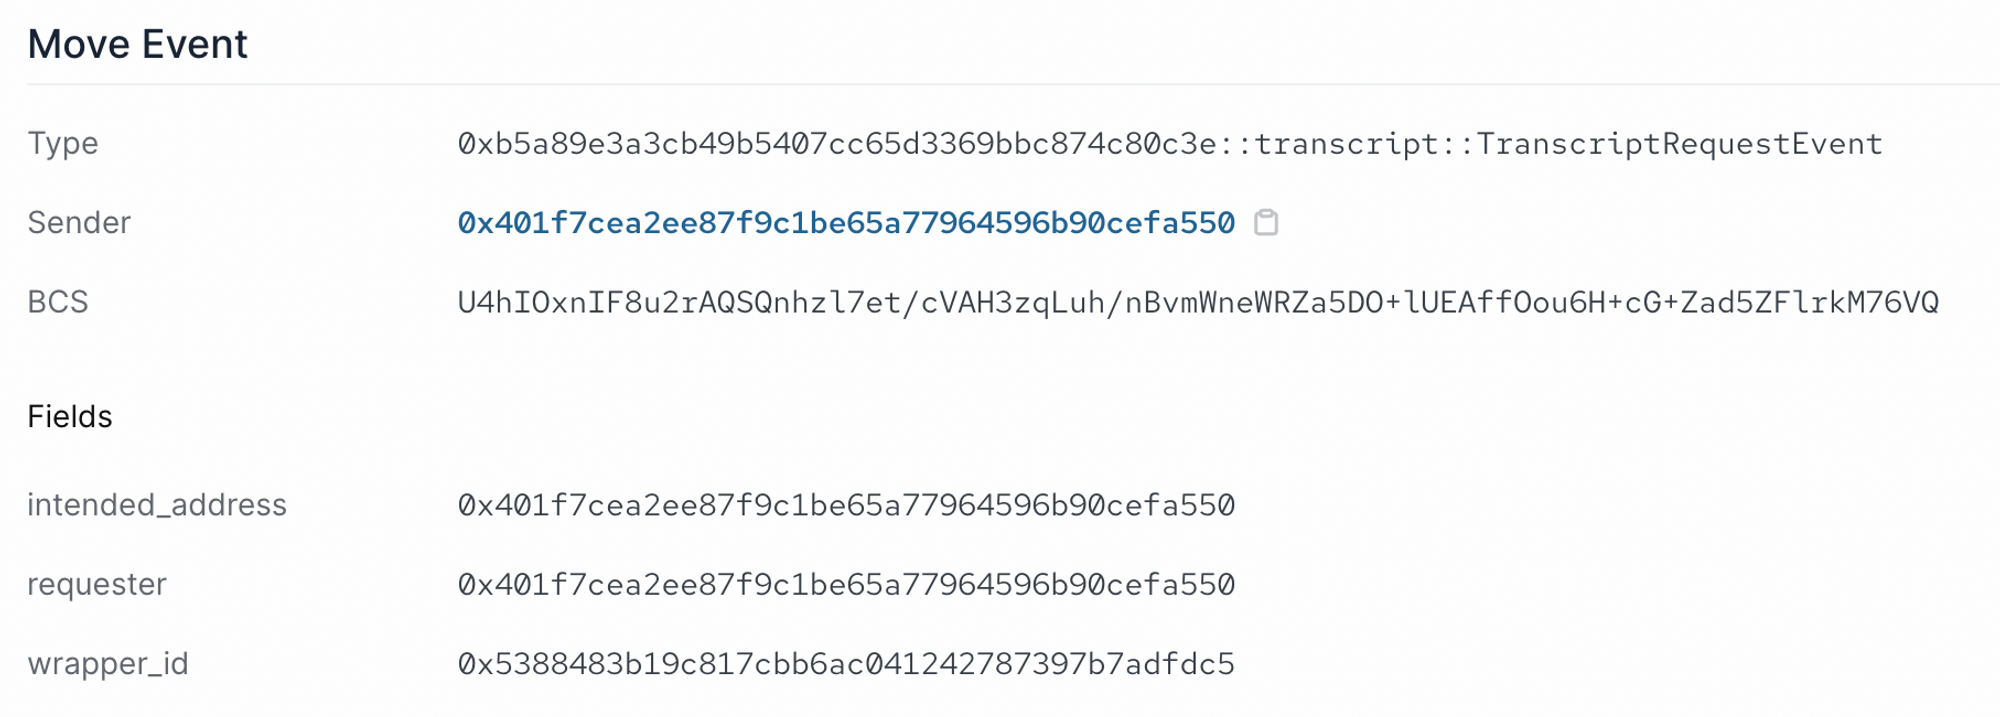 Move Event
Type 0xb5a89e3a3cb49b5407cc65d3369bbc874c80c3e::transcript::TranscriptRequestEvent
Sender 0x401f7cea2ee87f9c1be65a77964596b90cefa550
BCS U4hIOxnIF8u2rAQSQnhzl7et/cVAH3zqLuh/nBvmWneWRZa5DO+lUEAffOou6H+cG+Zad5ZFlrkM76VQ
Fields
intended_address 0x401f7cea2ee87f9c1be65a77964596b90cefa550
requester 0x401f7cea2ee87f9c1be65a77964596b90cefa550
wrapper_id 0x5388483b19c817cbb6ac041242787397b7adfdc5